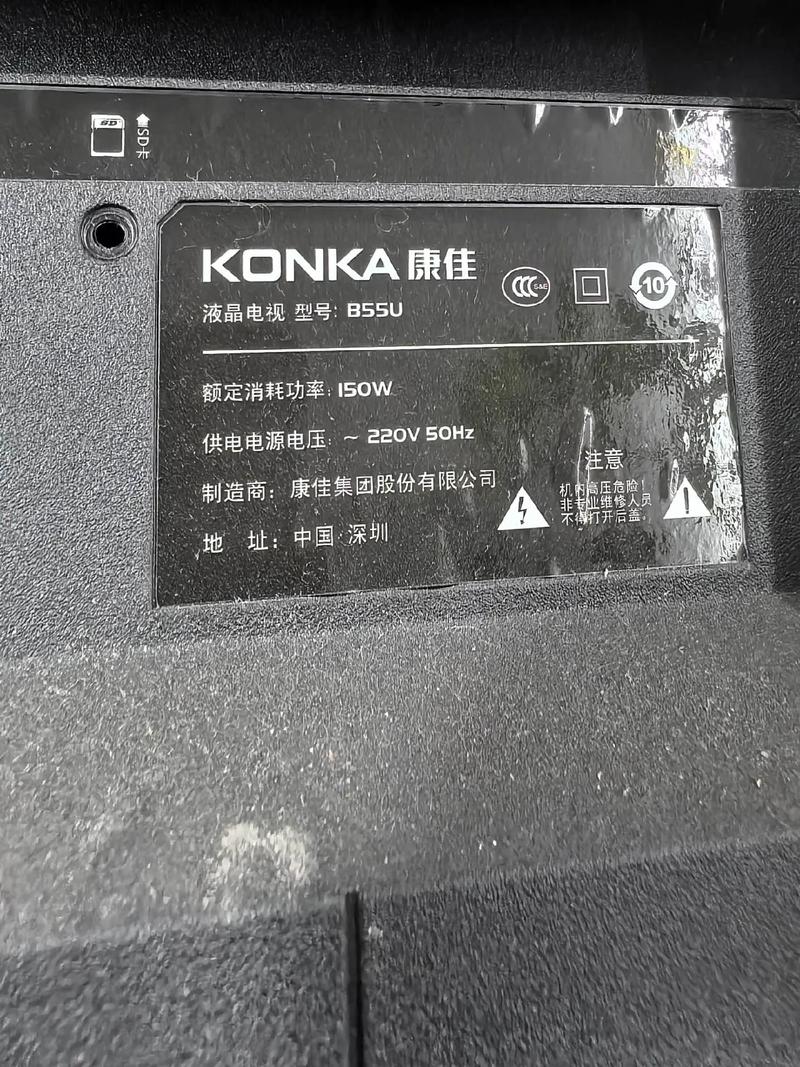 SD
SD卡
KONKA 康佳
CCC S&E
10
液晶电视 型号: B55U
额定消耗功率: 150W
供电电源电压: ~ 220V 50Hz
制造商: 康佳集团股份有限公司
地 址: 中国·深圳
注意
机内高压危险!
非专业维修人员
不得打开后盖。